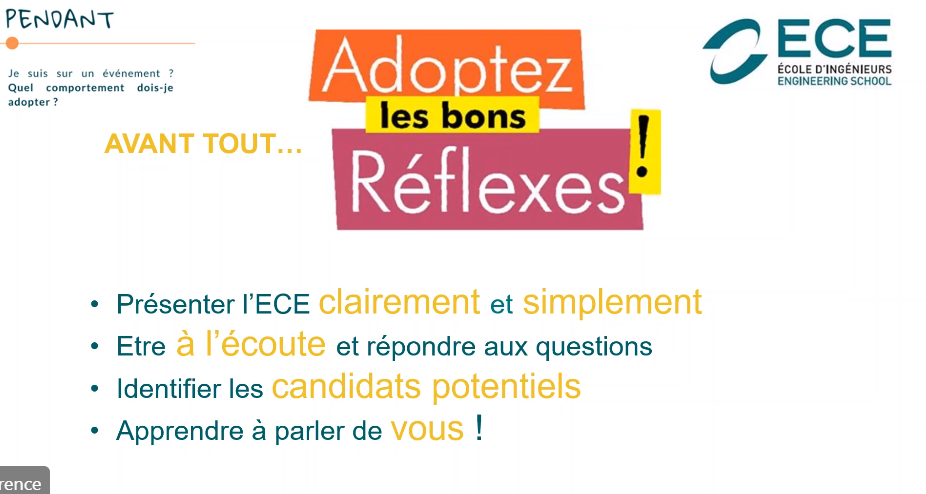 PENDANT
Je suis sur un événement ?
Quel comportement dois-je
adopter ?
AVANT TOUT...
Adoptez
les bons
Réflexes !
ECE
ÉCOLE D'INGÉNIEURS
ENGINEERING SCHOOL
• Présenter l'ECE clairement et simplement
• Etre à l'écoute et répondre aux questions
• Identifier les candidats potentiels
• Apprendre à parler de vous !
rence